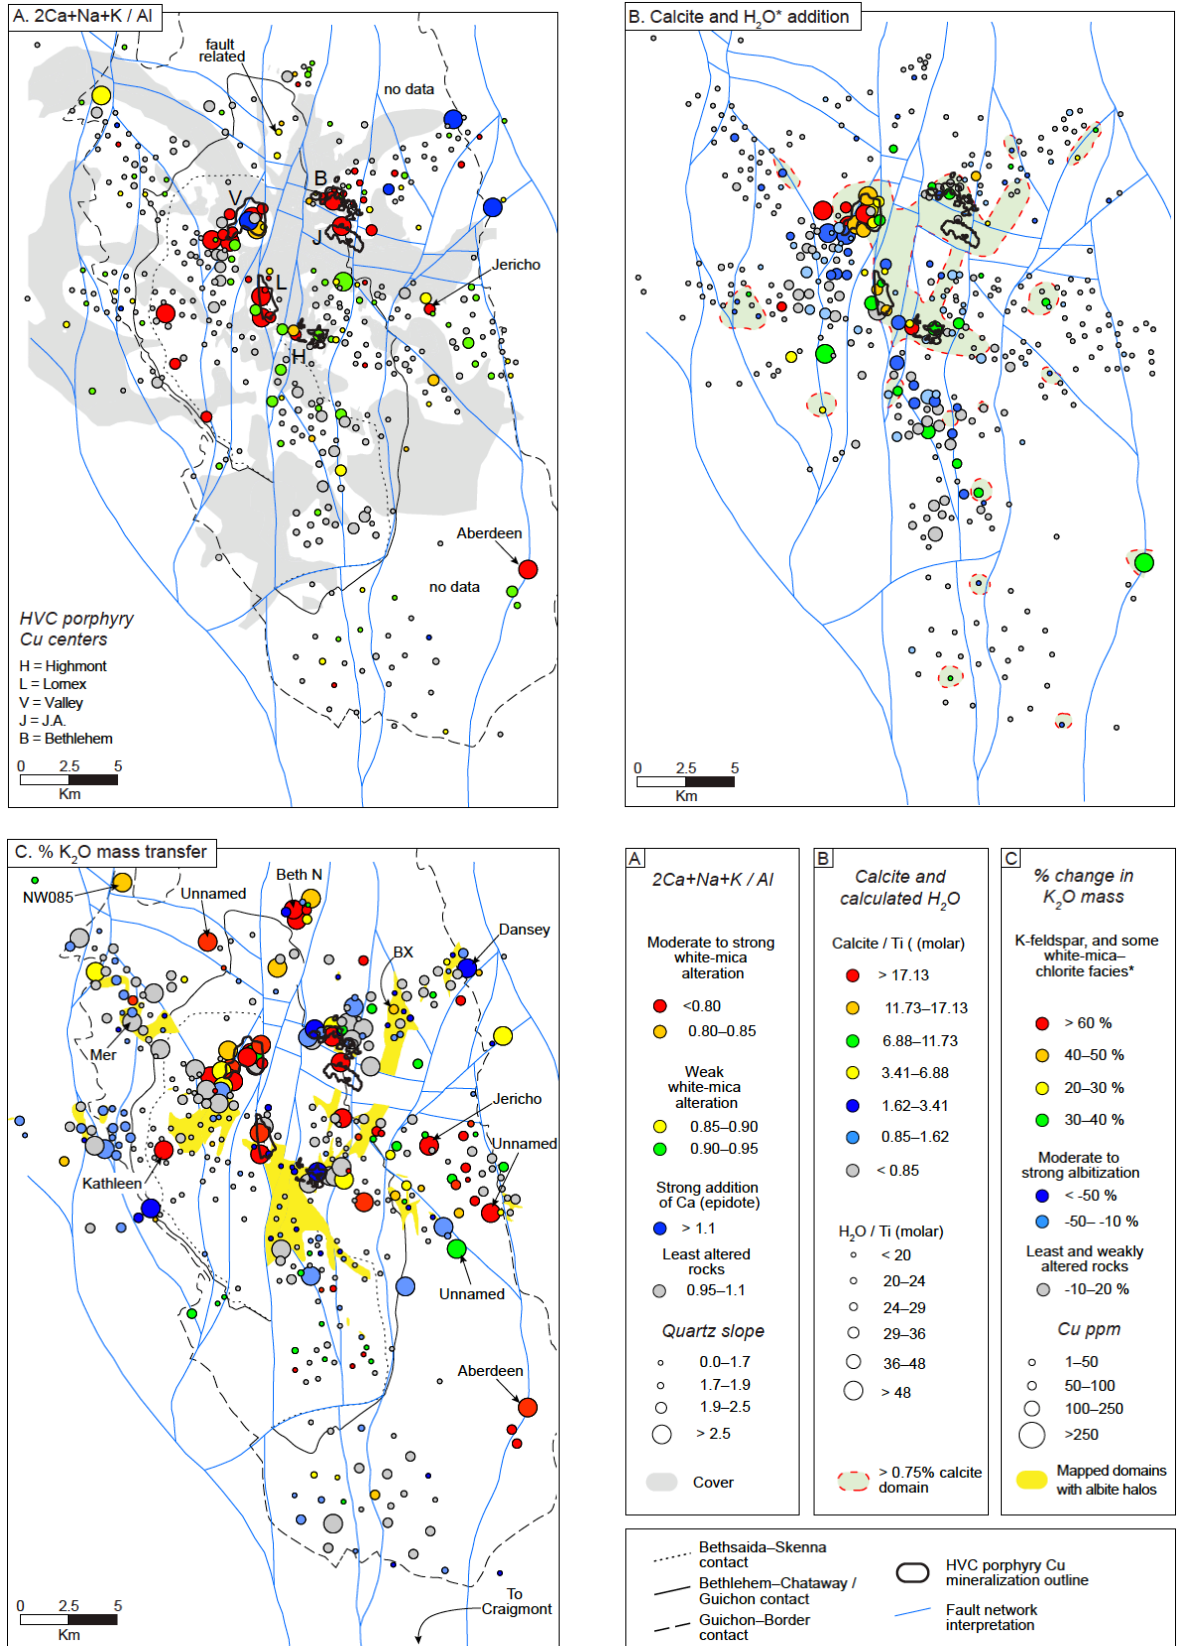 A. 2Ca+Na+K / Al
fault
related
no data
B
V
J
L
Jericho
H
Aberdeen
no data
HVC porphyry
Cu centers
H = Highmont
L = Lornex
V = Valley
J = J.A.
B = Bethlehem
0 2.5 5
Km
B. Calcite and H2O* addition
0 2.5 5
Km
C. % K2O mass transfer
NW085
Unnamed
Beth N
Dansey
BX
Mer
Jericho
Unnamed
Kathleen
Unnamed
Aberdeen
To
Craigmont
0 2.5 5
Km
A
2Ca+Na+K / Al
Moderate to strong
white-mica
alteration
<0.80
0.80–0.85
Weak
white-mica
alteration
0.85–0.90
0.90–0.95
Strong addition
of Ca (epidote)
> 1.1
Least altered
rocks
0.95–1.1
Quartz slope
0.0–1.7
1.7–1.9
1.9–2.5
> 2.5
Cover
B
Calcite and
calculated H2O
Calcite / Ti ( (molar)
> 17.13
11.73–17.13
6.88–11.73
3.41–6.88
1.62–3.41
0.85–1.62
< 0.85
H2O / Ti (molar)
< 20
20–24
24–29
29–36
36–48
> 48
> 0.75% calcite
domain
C
% change in
K2O mass
K-feldspar, and some
white-mica–
chlorite facies*
> 60 %
40–50 %
20–30 %
30–40 %
Moderate to
strong albitization
< -50 %
-50– -10 %
Least and weakly
altered rocks
-10–20 %
Cu ppm
1–50
50–100
100–250
>250
Mapped domains
with albite halos
Bethsaida–Skenna
contact
Bethlehem–Chataway /
Guichon contact
Guichon–Border
contact
HVC porphyry Cu
mineralization outline
Fault network
interpretation